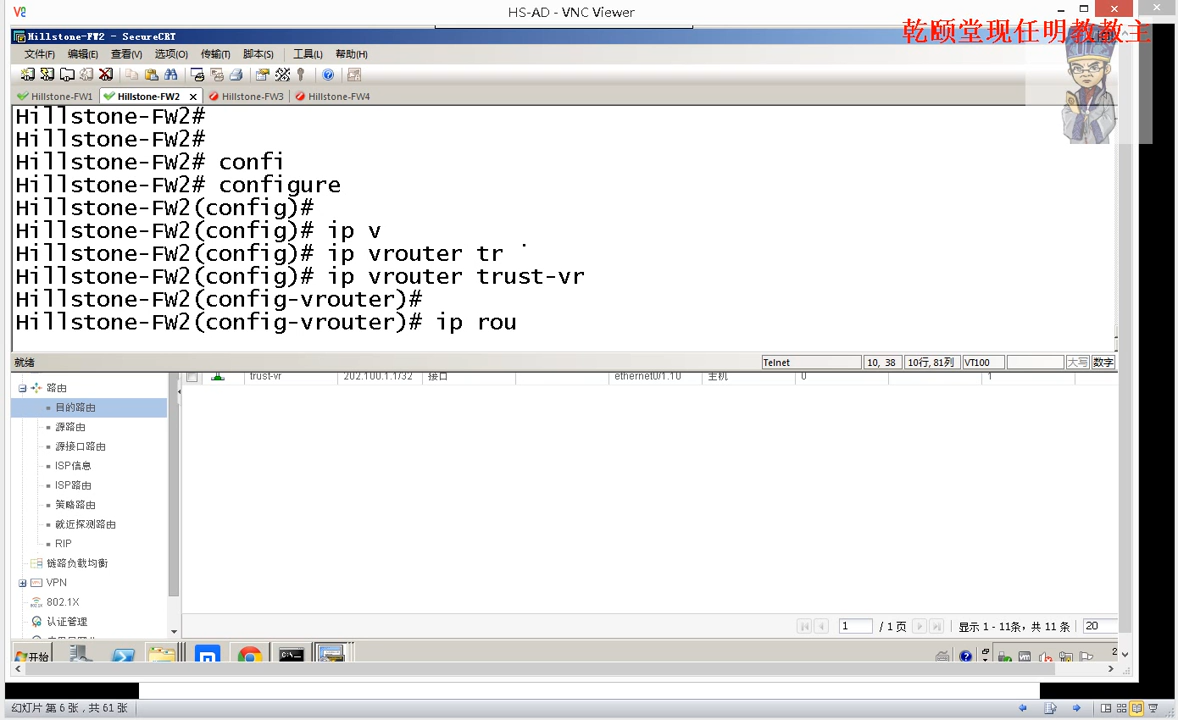 HS-AD - VNC Viewer
乾颐堂现任明教教主
Hillstone-FW2 - SecureCRT
文件(F) 编辑(E) 查看(V) 选项(O) 传输(T) 脚本(S) 工具(L) 帮助(H)
Hillstone-FW1 Hillstone-FW2 Hillstone-FW3 Hillstone-FW4
Hillstone-FW2#
Hillstone-FW2#
Hillstone-FW2# confi
Hillstone-FW2# configure
Hillstone-FW2(config)#
Hillstone-FW2(config)# ip v
Hillstone-FW2(config)# ip vrouter tr
Hillstone-FW2(config)# ip vrouter trust-vr
Hillstone-FW2(config-vrouter)#
Hillstone-FW2(config-vrouter)# ip rou
就绪 Telnet 10, 38 10行, 81列 VT100 大写 数字
路由 trust-vr 202.100.1.1/32 接口 ethernet0/1.10 主机 0 1
目的路由
源路由
源接口路由
ISP信息
ISP路由
策略路由
就近探测路由
RIP
链路负载均衡
VPN
802.1X
认证管理
1 / 1页 显示 1 - 11条，共 11 条 20
开始
幻灯片 第 6 张，共 61 张